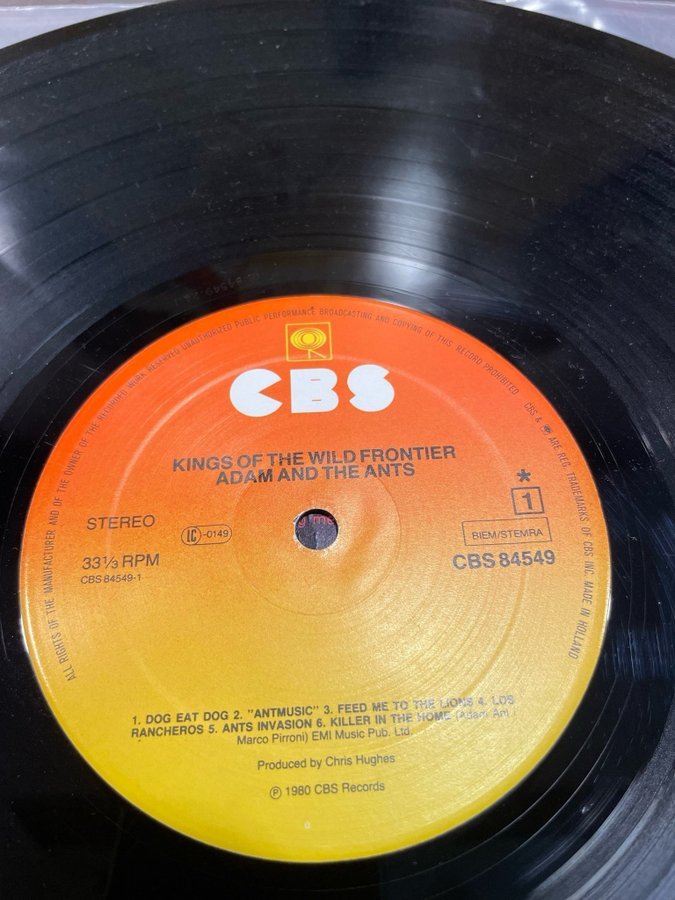 ALL RIGHTS OF THE MANUFACTURER AND OF THE OWNER OF THE RECORDED WORK RESERVED UNAUTHORIZED PUBLIC PERFORMANCE BROADCASTING AND COPYING OF THIS RECORD PROHIBITED CBS & ARE REG. TRADEMARKS OF CBS INC. MADE IN HOLLAND
CBS
KINGS OF THE WILD FRONTIER
ADAM AND THE ANTS
*
STEREO
LC-0149
1
33⅓ RPM
BIEM/STEMRA
CBS 84549-1
CBS 84549
g me
1. DOG EAT DOG 2. "ANTMUSIC" 3. FEED ME TO THE LIONS 4. LOS
RANCHEROS 5. ANTS INVASION 6. KILLER IN THE HOME (Adam Ant /
Marco Pirroni) EMI Music Pub. Ltd.
Produced by Chris Hughes
℗ 1980 CBS Records